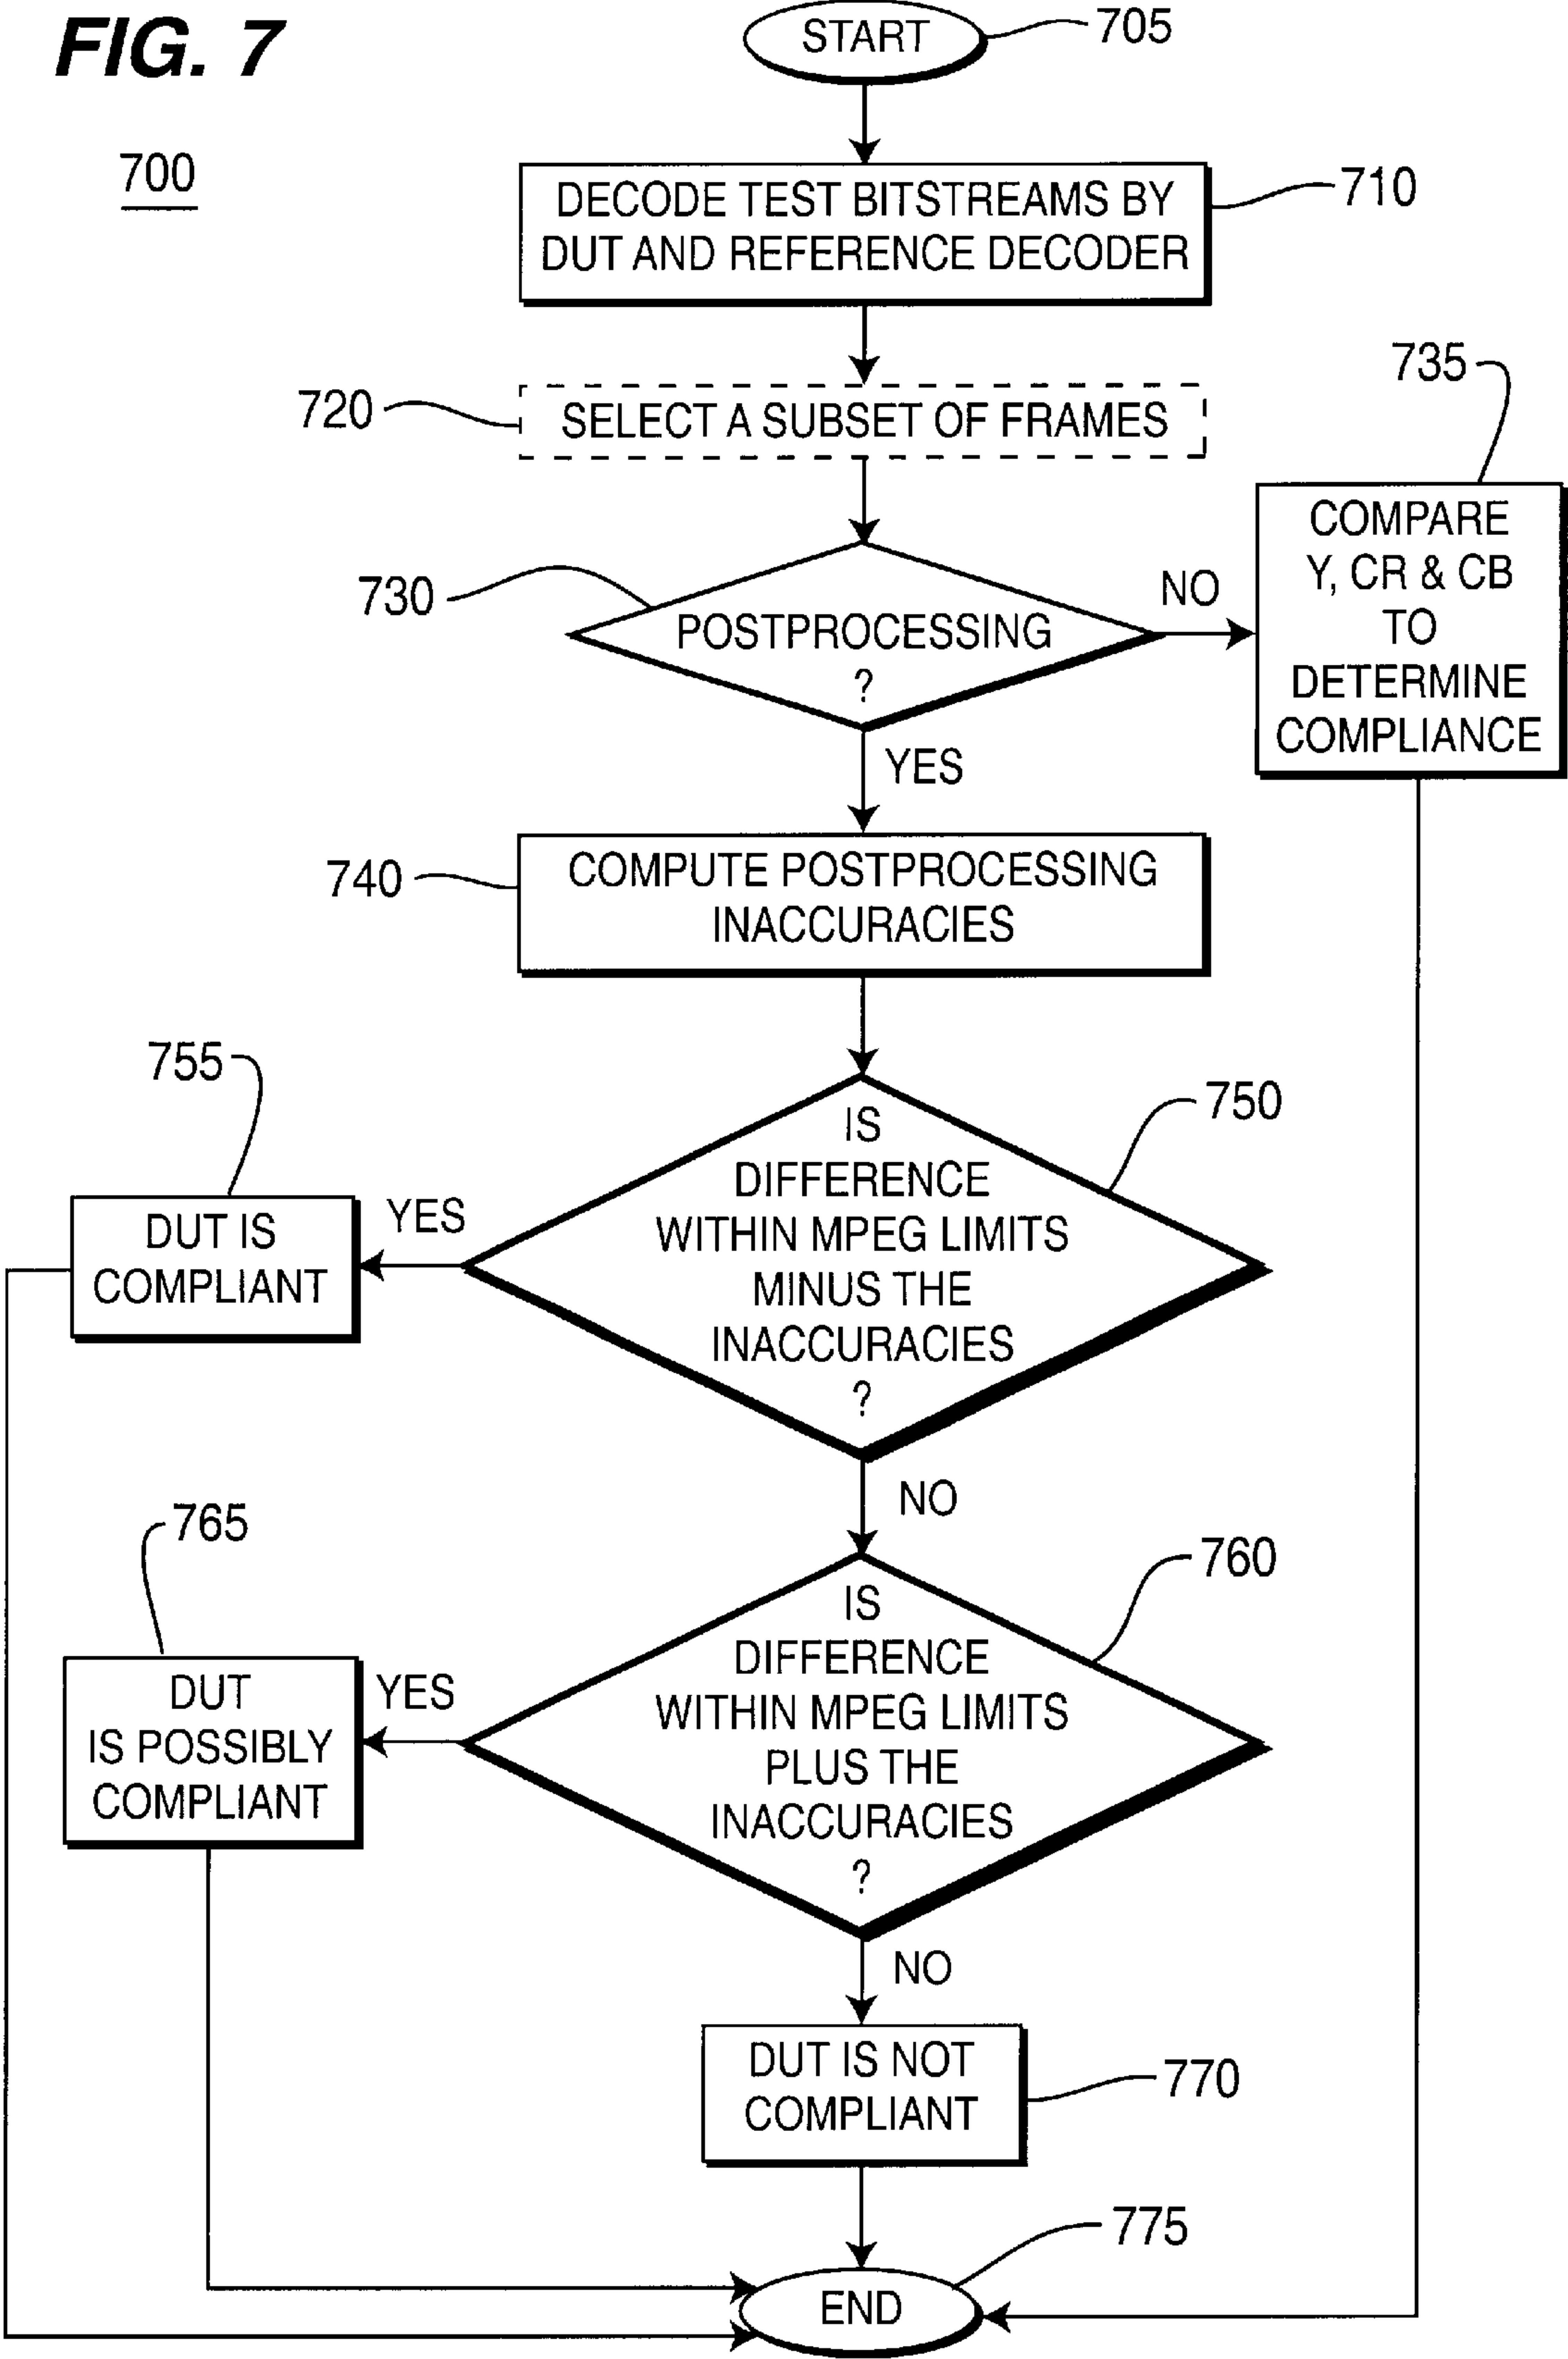 FIG. 7
700
START
705
DECODE TEST BITSTREAMS BY
DUT AND REFERENCE DECODER
710
720
SELECT A SUBSET OF FRAMES
735
COMPARE
Y, CR & CB
TO
DETERMINE
COMPLIANCE
730
POSTPROCESSING
?
NO
YES
740
COMPUTE POSTPROCESSING
INACCURACIES
755
750
IS
DIFFERENCE
WITHIN MPEG LIMITS
MINUS THE
INACCURACIES
?
YES
DUT IS
COMPLIANT
NO
765
760
IS
DIFFERENCE
WITHIN MPEG LIMITS
PLUS THE
INACCURACIES
?
YES
DUT
IS POSSIBLY
COMPLIANT
NO
DUT IS NOT
COMPLIANT
770
775
END